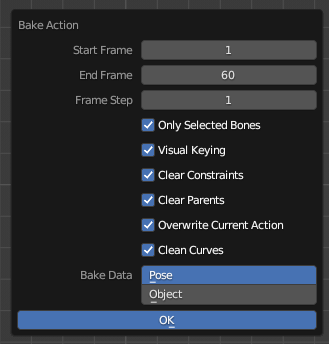 Bake Action
Start Frame 1
End Frame 60
Frame Step 1
Only Selected Bones
Visual Keying
Clear Constraints
Clear Parents
Overwrite Current Action
Clean Curves
Bake Data Pose
Object
OK